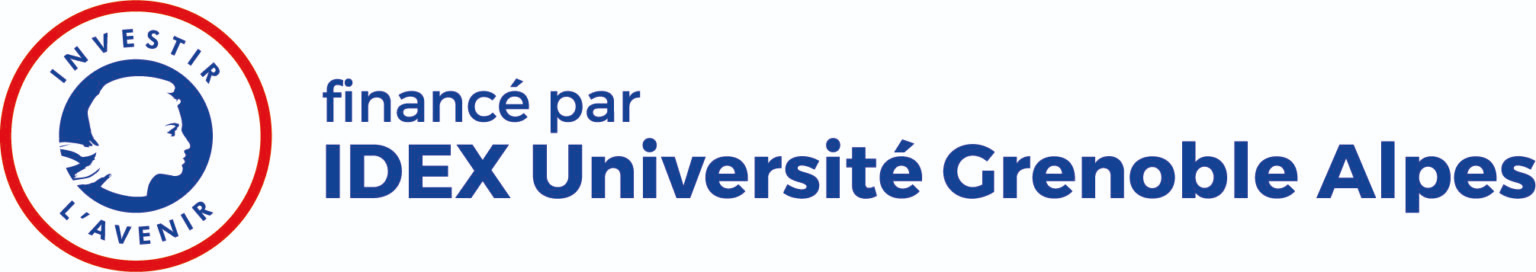 INVESTIR
L'AVENIR
financé par
IDEX Université Grenoble Alpes